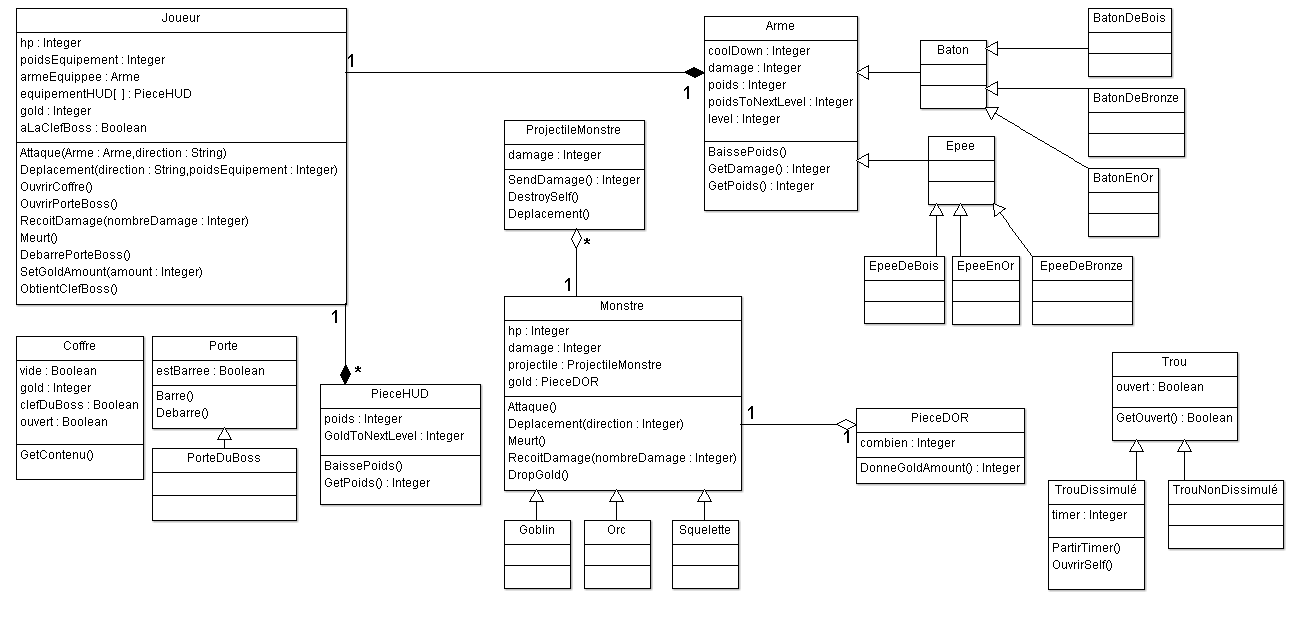 Joueur
hp : Integer
poidsEquipement : Integer
armeEquippee : Arme
equipementHUD[ ] : PieceHUD
gold : Integer
aLaClefBoss : Boolean
Attaque(Arme : Arme,direction : String)
Deplacement(direction : String,poidsEquipement : Integer)
OuvrirCoffre()
OuvrirPorteBoss()
RecoitDamage(nombreDamage : Integer)
Meurt()
DebarrePorteBoss()
SetGoldAmount(amount : Integer)
ObtientClefBoss()
1
1
Arme
coolDown : Integer
damage : Integer
poids : Integer
poidsToNextLevel : Integer
level : Integer
BaissePoids()
GetDamage() : Integer
GetPoids() : Integer
Baton
BatonDeBois
BatonDeBronze
BatonEnOr
Epee
EpeeDeBois
EpeeEnOr
EpeeDeBronze
ProjectileMonstre
damage : Integer
SendDamage() : Integer
DestroySelf()
Deplacement()
*
1
Monstre
hp : Integer
damage : Integer
projectile : ProjectileMonstre
gold : PieceDOR
Attaque()
Deplacement(direction : Integer)
Meurt()
RecoitDamage(nombreDamage : Integer)
DropGold()
1
1
PieceDOR
combien : Integer
DonneGoldAmount() : Integer
Goblin
Orc
Squelette
1
*
PieceHUD
poids : Integer
GoldToNextLevel : Integer
BaissePoids()
GetPoids() : Integer
Coffre
vide : Boolean
gold : Integer
clefDuBoss : Boolean
ouvert : Boolean
GetContenu()
Porte
estBarree : Boolean
Barre()
Debarre()
PorteDuBoss
Trou
ouvert : Boolean
GetOuvert() : Boolean
TrouDissimulé
timer : Integer
PartirTimer()
OuvrirSelf()
TrouNonDissimulé